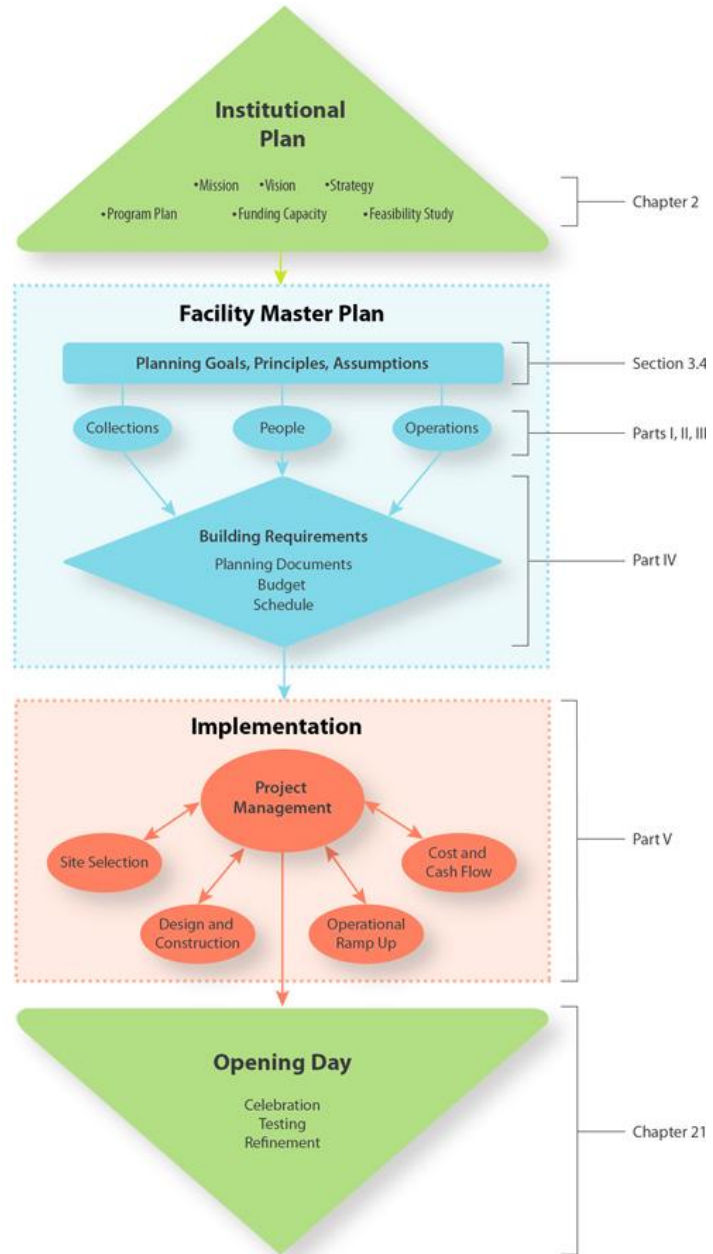 Institutional
Plan
•Mission •Vision •Strategy
•Program Plan •Funding Capacity •Feasibility Study
Chapter 2
Facility Master Plan
Planning Goals, Principles, Assumptions
Section 3.4
Collections
People
Operations
Parts I, II, III
Building Requirements
Planning Documents
Budget
Schedule
Part IV
Implementation
Project
Management
Site Selection
Cost and
Cash Flow
Design and
Construction
Operational
Ramp Up
Part V
Opening Day
Celebration
Testing
Refinement
Chapter 21